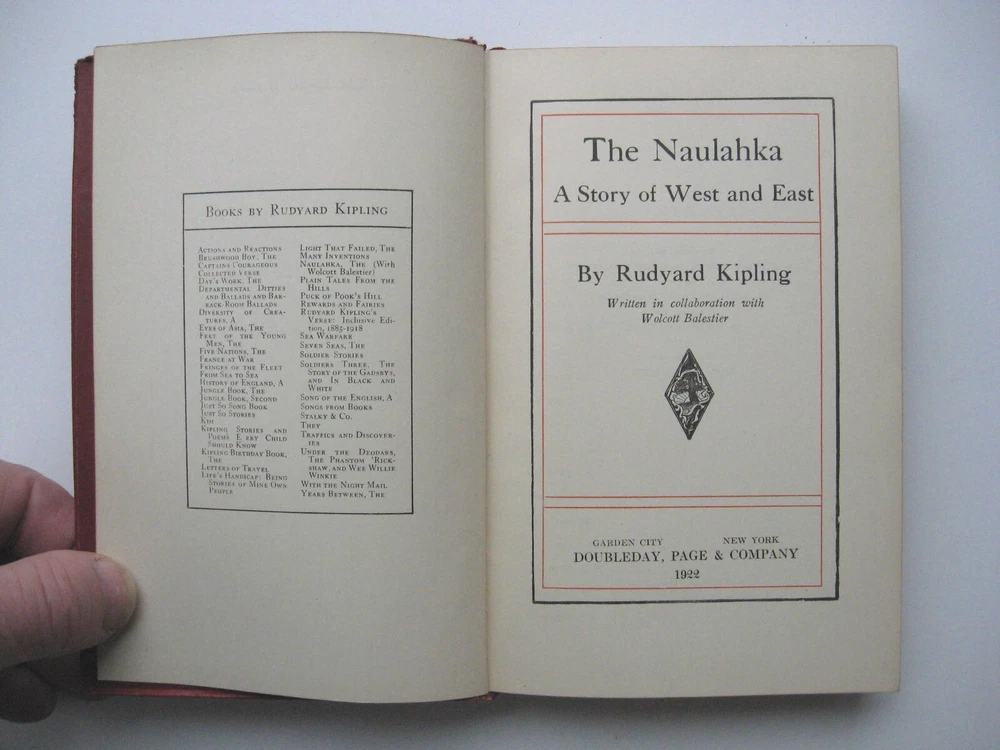 Books by Rudyard Kipling
Actions and Reactions
Brushwood Boy, The
Captains Courageous
Collected Verse
Day's Work, The
Departmental Ditties
and Ballads and Bar-
rack-Room Ballads
Diversity of Crea-
tures, A
Eyes of Asia, The
Feet of the Young
Men, The
Five Nations, The
France at War
Fringes of the Fleet
From Sea to Sea
History of England, A
Jungle Book, The
Jungle Book, Second
Just So Song Book
Just So Stories
Kim
Kipling Stories and
Poems Every Child
Should Know
Kipling Birthday Book,
The
Letters of Travel
Life's Handicap: Being
Stories of Mine Own
People
Light That Failed, The
Many Inventions
Naulahka, The (With
Wolcott Balestier)
Plain Tales From the
Hills
Puck of Pook's Hill
Rewards and Fairies
Rudyard Kipling's
Verse: Inclusive Edi-
tion, 1885-1918
Sea Warfare
Seven Seas, The
Soldier Stories
Soldiers Three, The
Story of the Gadsbys,
and In Black and
White
Song of the English, A
Songs from Books
Stalky & Co.
They
Traffics and Discover-
ies
Under the Deodars,
The Phantom 'Rick-
shaw, and Wee Willie
Winkie
With the Night Mail
Years Between, The
The Naulahka
A Story of West and East
By Rudyard Kipling
Written in collaboration with
Wolcott Balestier
GARDEN CITY NEW YORK
DOUBLEDAY, PAGE & COMPANY
1922